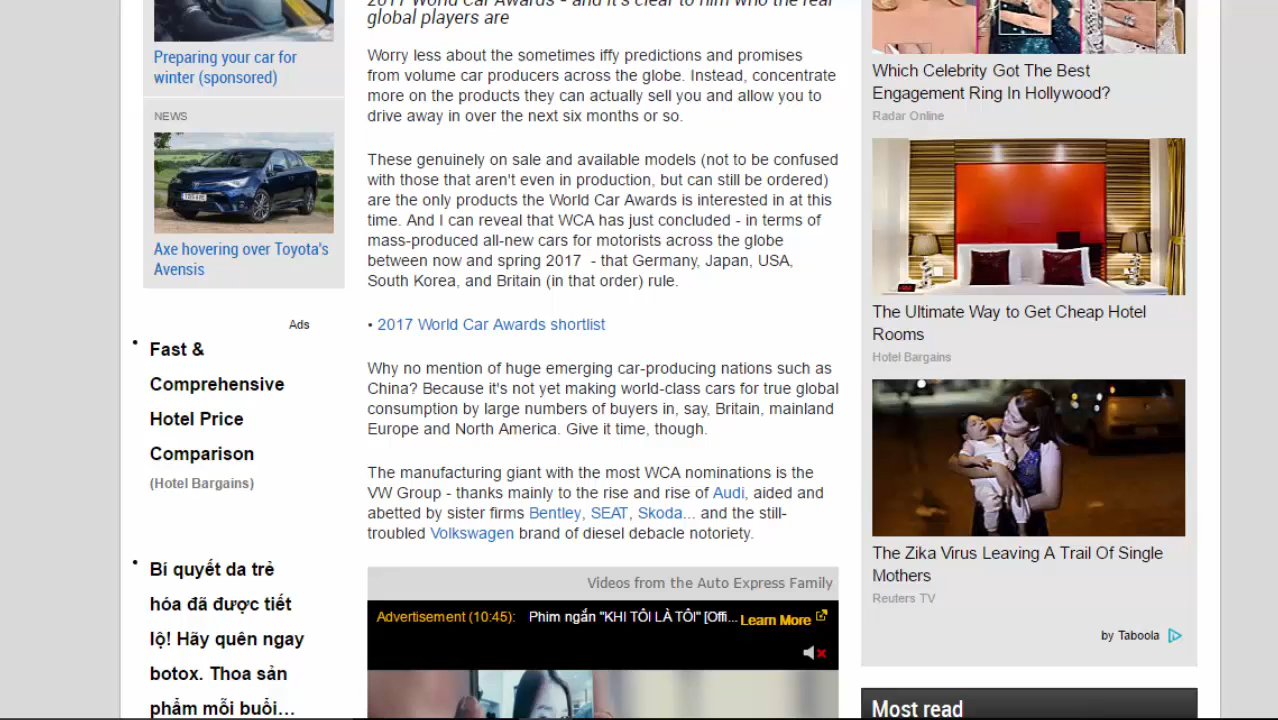 Preparing your car for
winter (sponsored)
NEWS
Axe hovering over Toyota's
Avensis
Ads
• Fast &
Comprehensive
Hotel Price
Comparison
(Hotel Bargains)
• Bí quyết da trẻ
hóa đã được tiết
lộ! Hãy quên ngay
botox. Thoa sản
phẩm mỗi buổi…
2017 World Car Awards - and it's clear to him who the real
global players are
Worry less about the sometimes iffy predictions and promises
from volume car producers across the globe. Instead, concentrate
more on the products they can actually sell you and allow you to
drive away in over the next six months or so.
These genuinely on sale and available models (not to be confused
with those that aren't even in production, but can still be ordered)
are the only products the World Car Awards is interested in at this
time. And I can reveal that WCA has just concluded - in terms of
mass-produced all-new cars for motorists across the globe
between now and spring 2017 - that Germany, Japan, USA,
South Korea, and Britain (in that order) rule.
• 2017 World Car Awards shortlist
Why no mention of huge emerging car-producing nations such as
China? Because it's not yet making world-class cars for true global
consumption by large numbers of buyers in, say, Britain, mainland
Europe and North America. Give it time, though.
The manufacturing giant with the most WCA nominations is the
VW Group - thanks mainly to the rise and rise of Audi, aided and
abetted by sister firms Bentley, SEAT, Skoda... and the still-
troubled Volkswagen brand of diesel debacle notoriety.
Videos from the Auto Express Family
Advertisement (10:45): Phim ngắn "KHI TÔI LÀ TÔI" [Offi... Learn More
Which Celebrity Got The Best
Engagement Ring In Hollywood?
Radar Online
The Ultimate Way to Get Cheap Hotel
Rooms
Hotel Bargains
The Zika Virus Leaving A Trail Of Single
Mothers
Reuters TV
by Taboola
Most read